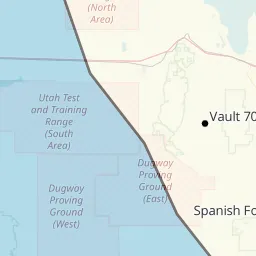 (North
Area)
Utah Test
and Training
Range
(South
Area)
Vault 70
Dugway
Proving
Ground
(East)
Dugway
Proving
Ground
(West)
Spanish Fo